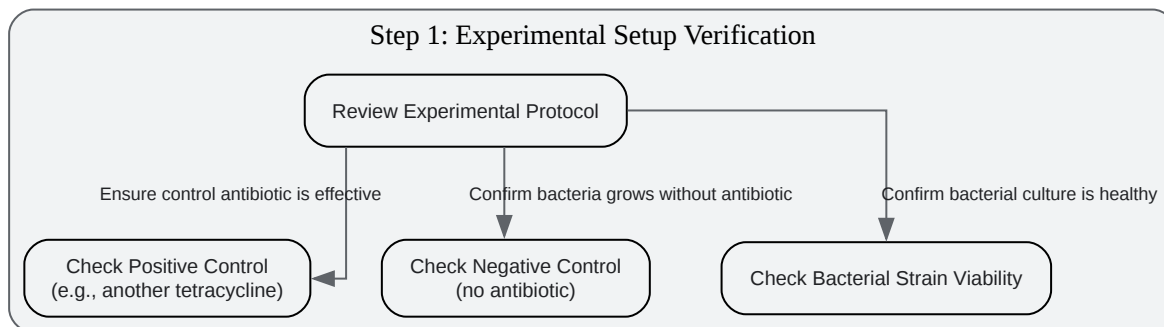 Step 1: Experimental Setup Verification
Review Experimental Protocol
Ensure control antibiotic is effective
Confirm bacteria grows without antibiotic
Confirm bacterial culture is healthy
Check Positive Control
(e.g., another tetracycline)
Check Negative Control
(no antibiotic)
Check Bacterial Strain Viability